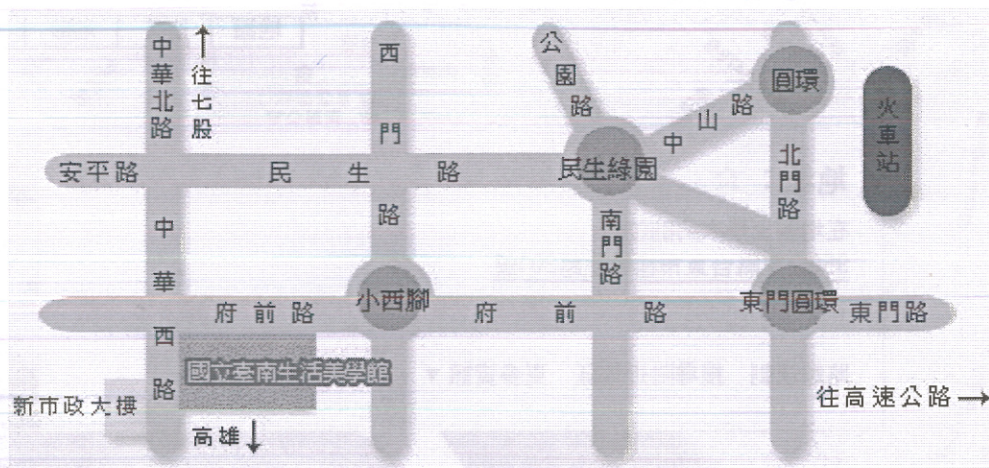 中華北路
往七股
西門路
公園路
中山路
圓環
火車站
安平路
民生路
民生綠園
北門路
南門路
中華西路
府前路
小西腳
府前路
東門圓環
東門路
國立臺南生活美學館
新市政大樓
高雄
往高速公路